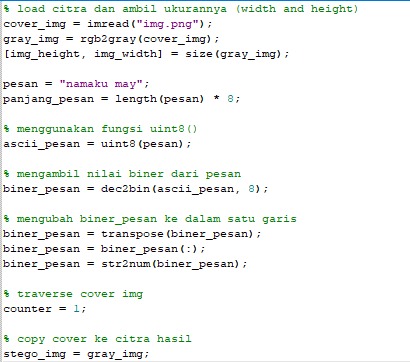 % load citra dan ambil ukurannya (width and height)
cover_img = imread("img.png");
gray_img = rgb2gray(cover_img);
[img_height, img_width] = size(gray_img);
pesan = "namaku may";
panjang_pesan = length(pesan) * 8;
% menggunakan fungsi uint8()
ascii_pesan = uint8(pesan);
% mengambil nilai biner dari pesan
biner_pesan = dec2bin(ascii_pesan, 8);
% mengubah biner_pesan ke dalam satu garis
biner_pesan = transpose(biner_pesan);
biner_pesan = biner_pesan(:);
biner_pesan = str2num(biner_pesan);
% traverse cover img
counter = 1;
% copy cover ke citra hasil
stego_img = gray_img;